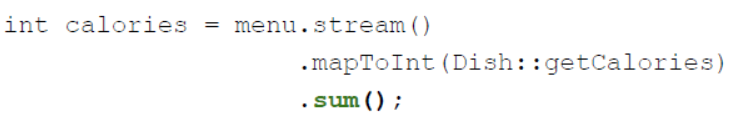 int calories = menu.stream()
.mapToInt(Dish::getCalories)
.sum();